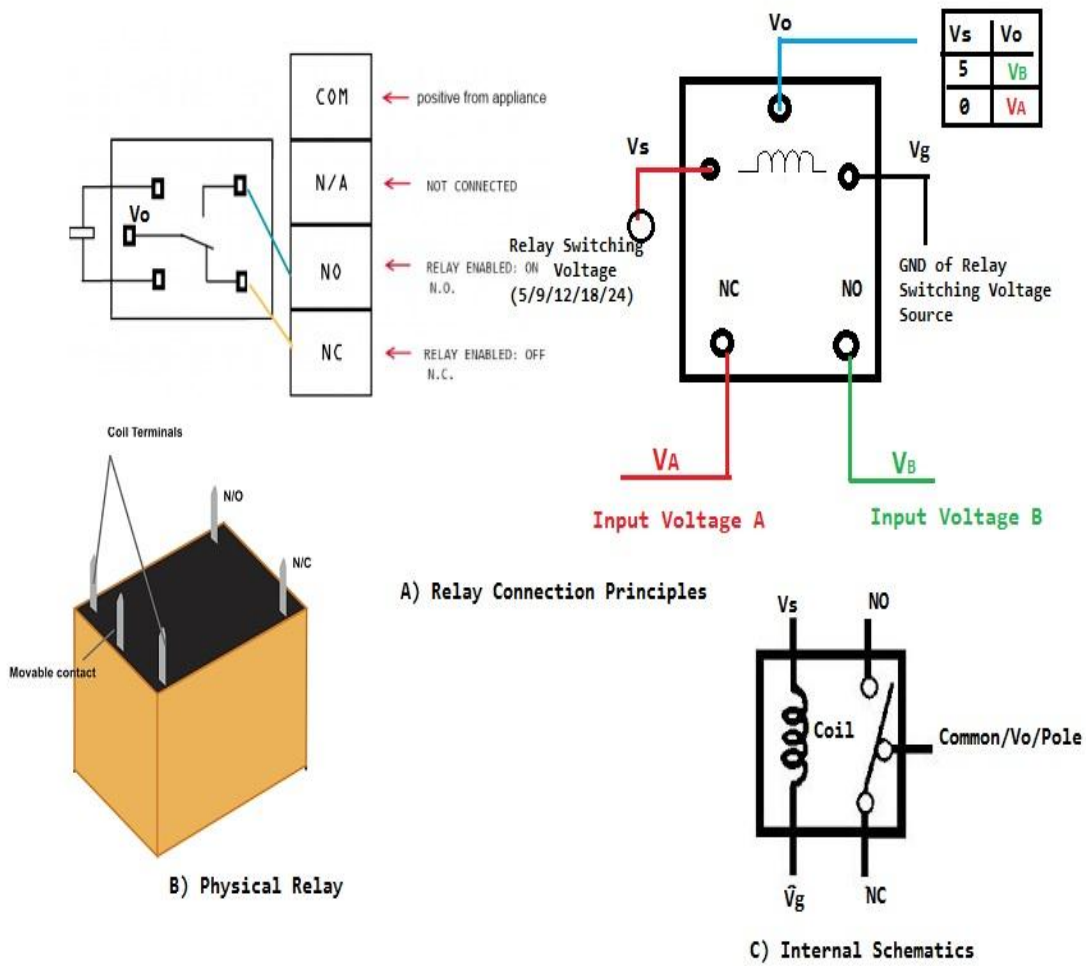 COM
positive from appliance
N/A
NOT CONNECTED
NO
RELAY ENABLED: ON
N.O.
NC
RELAY ENABLED: OFF
N.C.
Vo
Vo
Vs Vo
5 VB
0 VA
Vs
Vg
Relay Switching
Voltage
(5/9/12/18/24)
GND of Relay
Switching Voltage
Source
NC
NO
VA
VB
Input Voltage A
Input Voltage B
A) Relay Connection Principles
Coil Terminals
N/O
N/C
Movable contact
B) Physical Relay
Vs
NO
Coil
Common/Vo/Pole
Vg
NC
C) Internal Schematics